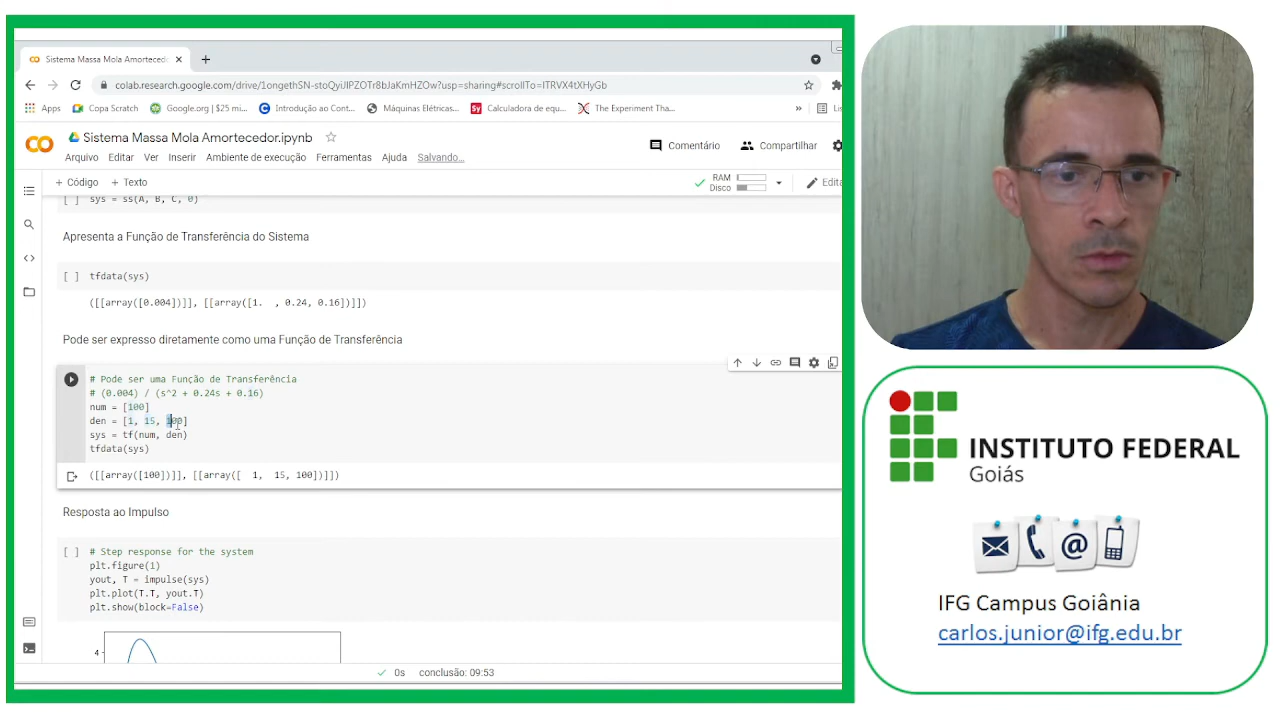 Sistema Massa Mola Amortecedo
colab.research.google.com/drive/1ongethSN-stoQyiJlPZOTr8bJaKmHZOw?usp=sharing#scrollTo=ITRVX4tXHyGb
Apps
Copa Scratch
Google.org | $25 mi...
Introdução ao Cont...
Máquinas Elétricas...
Calculadora de equ...
The Experiment Tha...
»
Sistema Massa Mola Amortecedor.ipynb
Comentário
Compartilhar
Arquivo Editar Ver Inserir Ambiente de execução Ferramentas Ajuda Salvando...
+ Código + Texto
RAM
Disco
[ ] sys = ss(A, B, C, 0)
Apresenta a Função de Transferência do Sistema
[ ] tfdata(sys)
([[array([0.004])]], [[array([1. , 0.24, 0.16])]])
Pode ser expresso diretamente como uma Função de Transferência
# Pode ser uma Função de Transferência
# (0.004) / (s^2 + 0.24s + 0.16)
num = [100]
den = [1, 15, 100]
sys = tf(num, den)
tfdata(sys)
([[array([100])]], [[array([ 1, 15, 100])]])
Resposta ao Impulso
[ ] # Step response for the system
plt.figure(1)
yout, T = impulse(sys)
plt.plot(T.T, yout.T)
plt.show(block=False)
4
0s conclusão: 09:53
INSTITUTO FEDERAL
Goiás
IFG Campus Goiânia
carlos.junior@ifg.edu.br